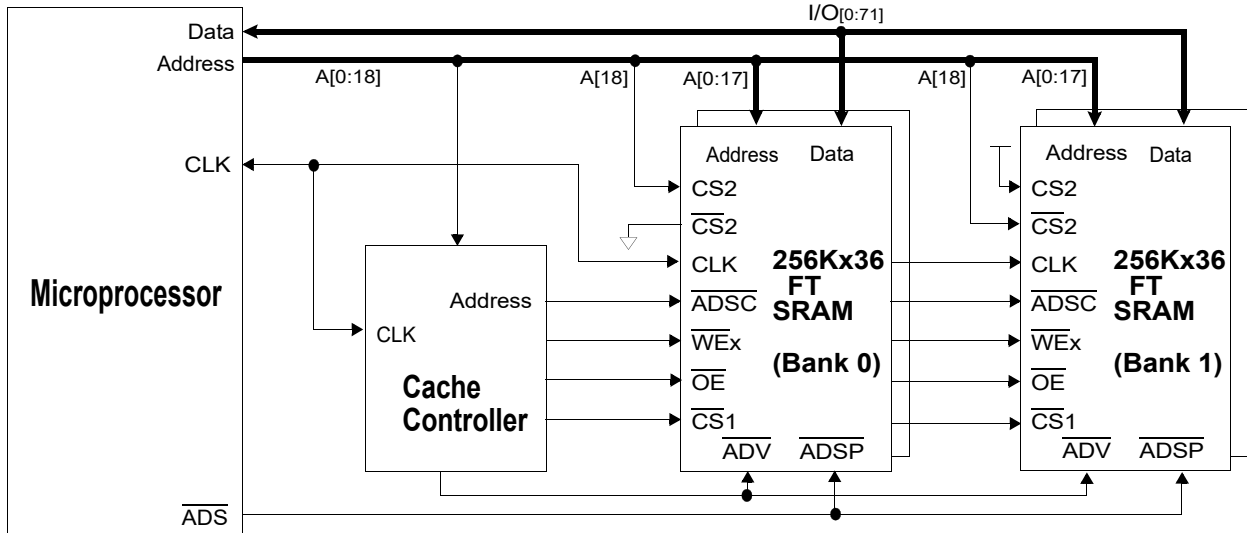 I/O[0:71]
Data
Address
A[0:18]
A[18]
A[0:17]
A[18]
A[0:17]
CLK
Microprocessor
ADS
Address
CLK
Cache
Controller
Address Data
CS2
CS2
CLK
ADSC
WEx
OE
CS1
ADV ADSP
256Kx36
FT
SRAM
(Bank 0)
Address Data
CS2
CS2
CLK
ADSC
WEx
OE
CS1
ADV ADSP
256Kx36
FT
SRAM
(Bank 1)